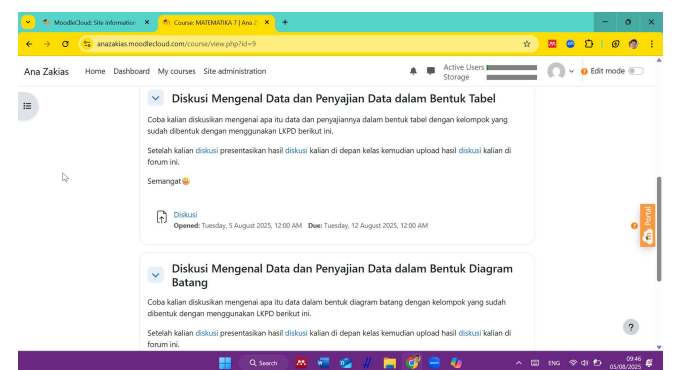 MoodleCloud: Site information
Course: MATEMATIKA 7 | Ana Z
anazakias.moodlecloud.com/course/view.php?id=9
Ana Zakias
Home
Dashboard
My courses
Site administration
Active Users
Storage
Edit mode
Diskusi Mengenal Data dan Penyajian Data dalam Bentuk Tabel
Coba kalian diskusikan mengenai apa itu data dan penyajiannya dalam bentuk tabel dengan kelompok yang
sudah dibentuk dengan menggunakan LKPD berikut ini.
Setelah kalian diskusi presentasikan hasil diskusi kalian di depan kelas kemudian upload hasil diskusi kalian di
forum ini.
Semangat😄
Diskusi
Opened: Tuesday, 5 August 2025, 12:00 AM Due: Tuesday, 12 August 2025, 12:00 AM
Portal
Diskusi Mengenal Data dan Penyajian Data dalam Bentuk Diagram
Batang
Coba kalian diskusikan mengenai apa itu data dalam bentuk diagram batang dengan kelompok yang sudah
dibentuk dengan menggunakan LKPD berikut ini.
Setelah kalian diskusi presentasikan hasil diskusi kalian di depan kelas kemudian upload hasil diskusi kalian di
forum ini.
?
Search
ENG
09:46
05/08/2025